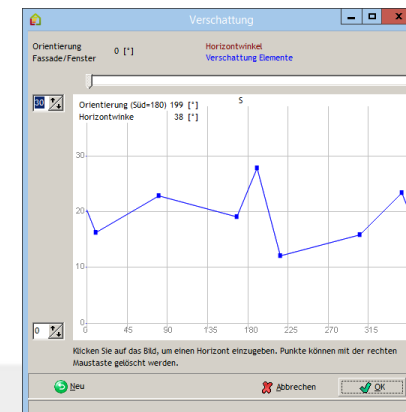 Verschattung
Orientierung
Fassade/Fenster
0 [°]
Horizontwinkel
Verschattung Elemente
30
Orientierung (Süd=180) 199 [°]
Horizontwinke 38 [°]
S
30
20
10
0
0
0 45 90 135 180 225 270 315
Klicken Sie auf das Bild, um einen Horizont einzugeben. Punkte können mit der rechten
Maustaste gelöscht werden.
Neu
Abbrechen
OK